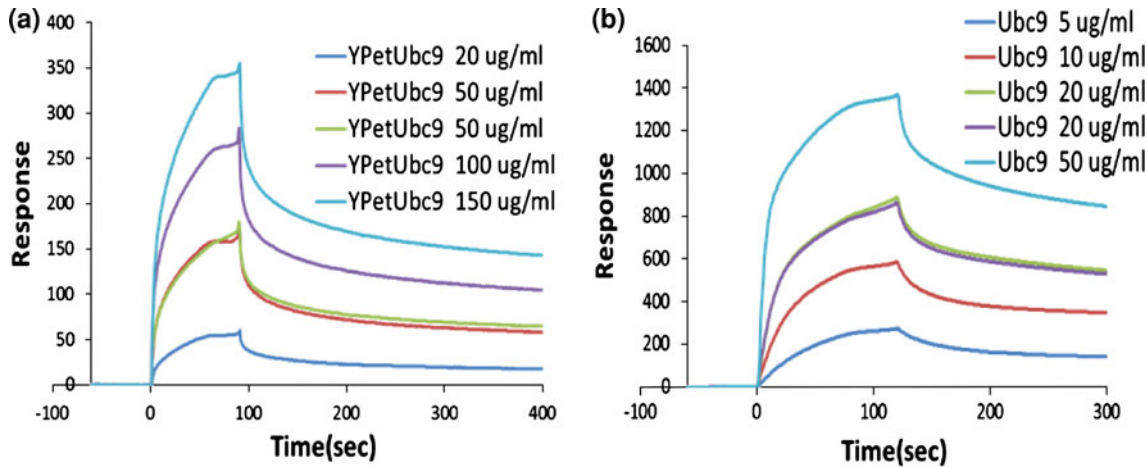 (a)
400
350
300
250
200
150
100
50
0
-100
0
100
200
300
400
Response
Time(sec)
YPetUbc9 20 ug/ml
YPetUbc9 50 ug/ml
YPetUbc9 50 ug/ml
YPetUbc9 100 ug/ml
YPetUbc9 150 ug/ml
(b)
1600
1400
1200
1000
800
600
400
200
0
-100
0
100
200
300
Response
Time(sec)
Ubc9 5 ug/ml
Ubc9 10 ug/ml
Ubc9 20 ug/ml
Ubc9 20 ug/ml
Ubc9 50 ug/ml